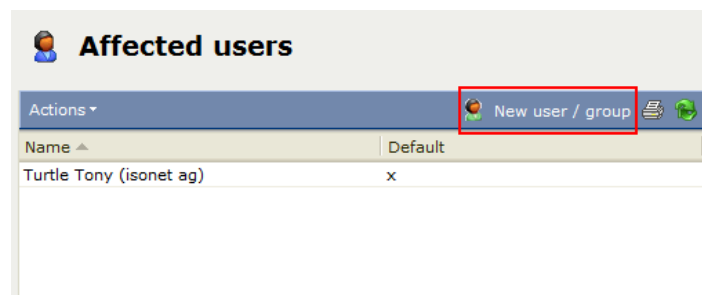 Affected users
Actions New user / group
Name Default
Turtle Tony (isonet ag) x